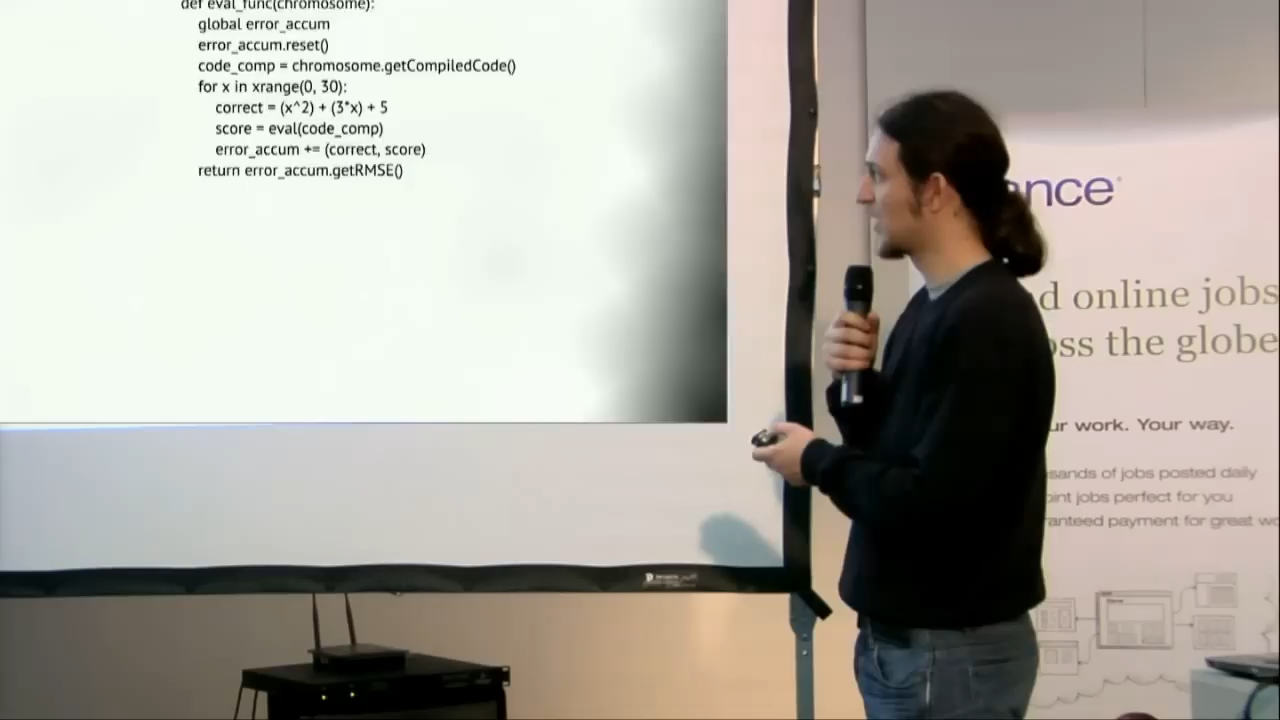 def eval_func(chromosome):
global error_accum
error_accum.reset()
code_comp = chromosome.getCompiledCode()
for x in xrange(0, 30):
correct = (x^2) + (3*x) + 5
score = eval(code_comp)
error_accum += (correct, score)
return error_accum.getRMSE()
ance
d online jobs
oss the globe
ur work. Your way.
sands of jobs posted daily
oint jobs perfect for you
ranteed payment for great wo